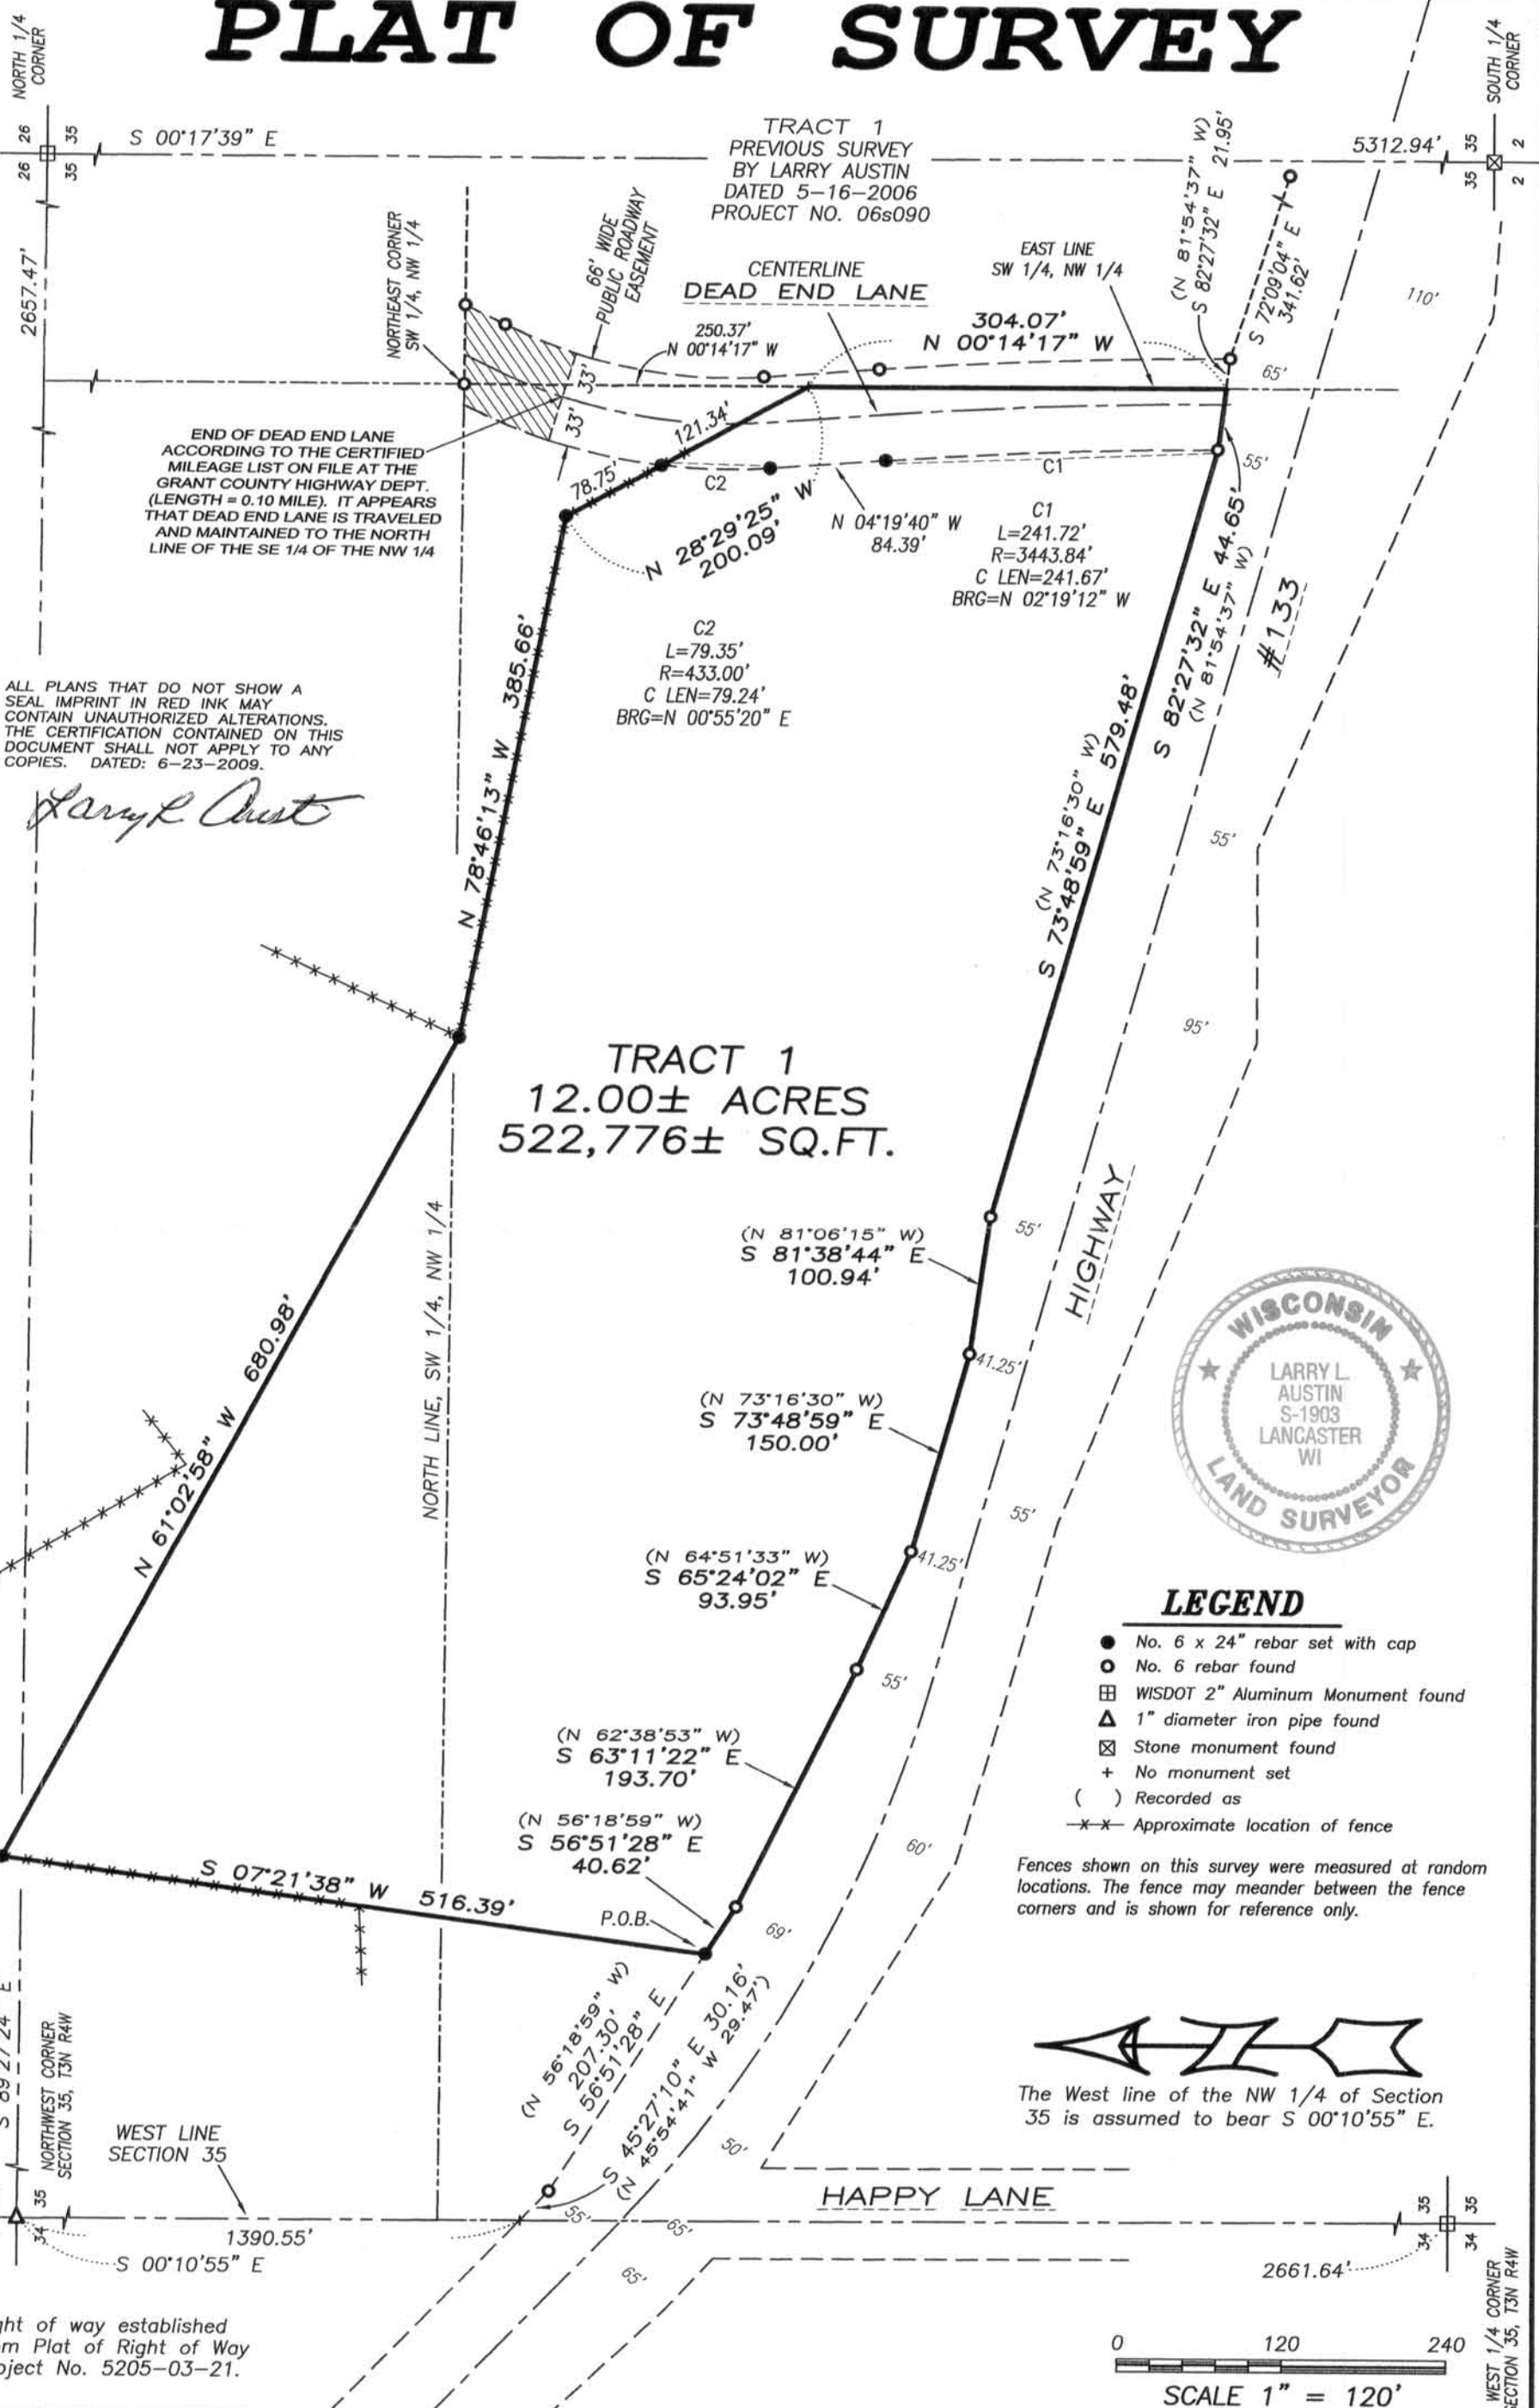 PLAT OF SURVEY
NORTH 1/4
CORNER
26 26
35 35
S 00°17'39" E
TRACT 1
PREVIOUS SURVEY
BY LARRY AUSTIN
DATED 5-16-2006
PROJECT NO. 06s090
5312.94'
SOUTH 1/4
CORNER
35 35
2 2
2657.47'
NORTHEAST CORNER
SW 1/4, NW 1/4
66' WIDE
PUBLIC ROADWAY
EASEMENT
CENTERLINE
DEAD END LANE
EAST LINE
SW 1/4, NW 1/4
(N 81°54'37" W)
S 82°27'32" E 21.95'
S 72°09'04" E
341.62'
110'
250.37'
N 00°14'17" W
304.07'
N 00°14'17" W
65'
33'
33'
END OF DEAD END LANE
ACCORDING TO THE CERTIFIED
MILEAGE LIST ON FILE AT THE
GRANT COUNTY HIGHWAY DEPT.
(LENGTH = 0.10 MILE). IT APPEARS
THAT DEAD END LANE IS TRAVELED
AND MAINTAINED TO THE NORTH
LINE OF THE SE 1/4 OF THE NW 1/4
121.34'
78.75'
C2
C1
55'
N 28°29'25" W
200.09'
N 04°19'40" W
84.39'
C1
L=241.72'
R=3443.84'
C LEN=241.67'
BRG=N 02°19'12" W
S 82°27'32" E 44.65'
(N 81°54'37" W)
#133
C2
L=79.35'
R=433.00'
C LEN=79.24'
BRG=N 00°55'20" E
ALL PLANS THAT DO NOT SHOW A
SEAL IMPRINT IN RED INK MAY
CONTAIN UNAUTHORIZED ALTERATIONS.
THE CERTIFICATION CONTAINED ON THIS
DOCUMENT SHALL NOT APPLY TO ANY
COPIES. DATED: 6-23-2009.
N 78°46'13" W 385.66'
(N 73°16'30" W)
S 73°48'59" E 579.48'
55'
95'
TRACT 1
12.00± ACRES
522,776± SQ.FT.
NORTH LINE, SW 1/4, NW 1/4
N 61°02'58" W 680.98'
(N 81°06'15" W)
S 81°38'44" E
100.94'
55'
HIGHWAY
41.25'
WISCONSIN
LARRY L.
AUSTIN
S-1903
LANCASTER
WI
LAND SURVEYOR
(N 73°16'30" W)
S 73°48'59" E
150.00'
55'
41.25'
(N 64°51'33" W)
S 65°24'02" E
93.95'
55'
LEGEND
No. 6 x 24" rebar set with cap
No. 6 rebar found
WISDOT 2" Aluminum Monument found
1" diameter iron pipe found
Stone monument found
No monument set
( ) Recorded as
Approximate location of fence
Fences shown on this survey were measured at random
locations. The fence may meander between the fence
corners and is shown for reference only.
(N 62°38'53" W)
S 63°11'22" E
193.70'
(N 56°18'59" W)
S 56°51'28" E
40.62'
60'
S 07°21'38" W 516.39'
P.O.B.
69'
(N 56°18'59" W)
207.30'
S 56°51'28" E
S 45°27'10" E 30.16'
(N 45°54'41" W 29.47')
50'
The West line of the NW 1/4 of Section
35 is assumed to bear S 00°10'55" E.
NORTHWEST CORNER
SECTION 35, T3N R4W
WEST LINE
SECTION 35
34 35
1390.55'
S 00°10'55" E
55'
65'
65'
HAPPY LANE
2661.64'
34 35
34 35
WEST 1/4 CORNER
SECTION 35, T3N R4W
ght of way established
m Plat of Right of Way
oject No. 5205-03-21.
0 120 240
SCALE 1" = 120'